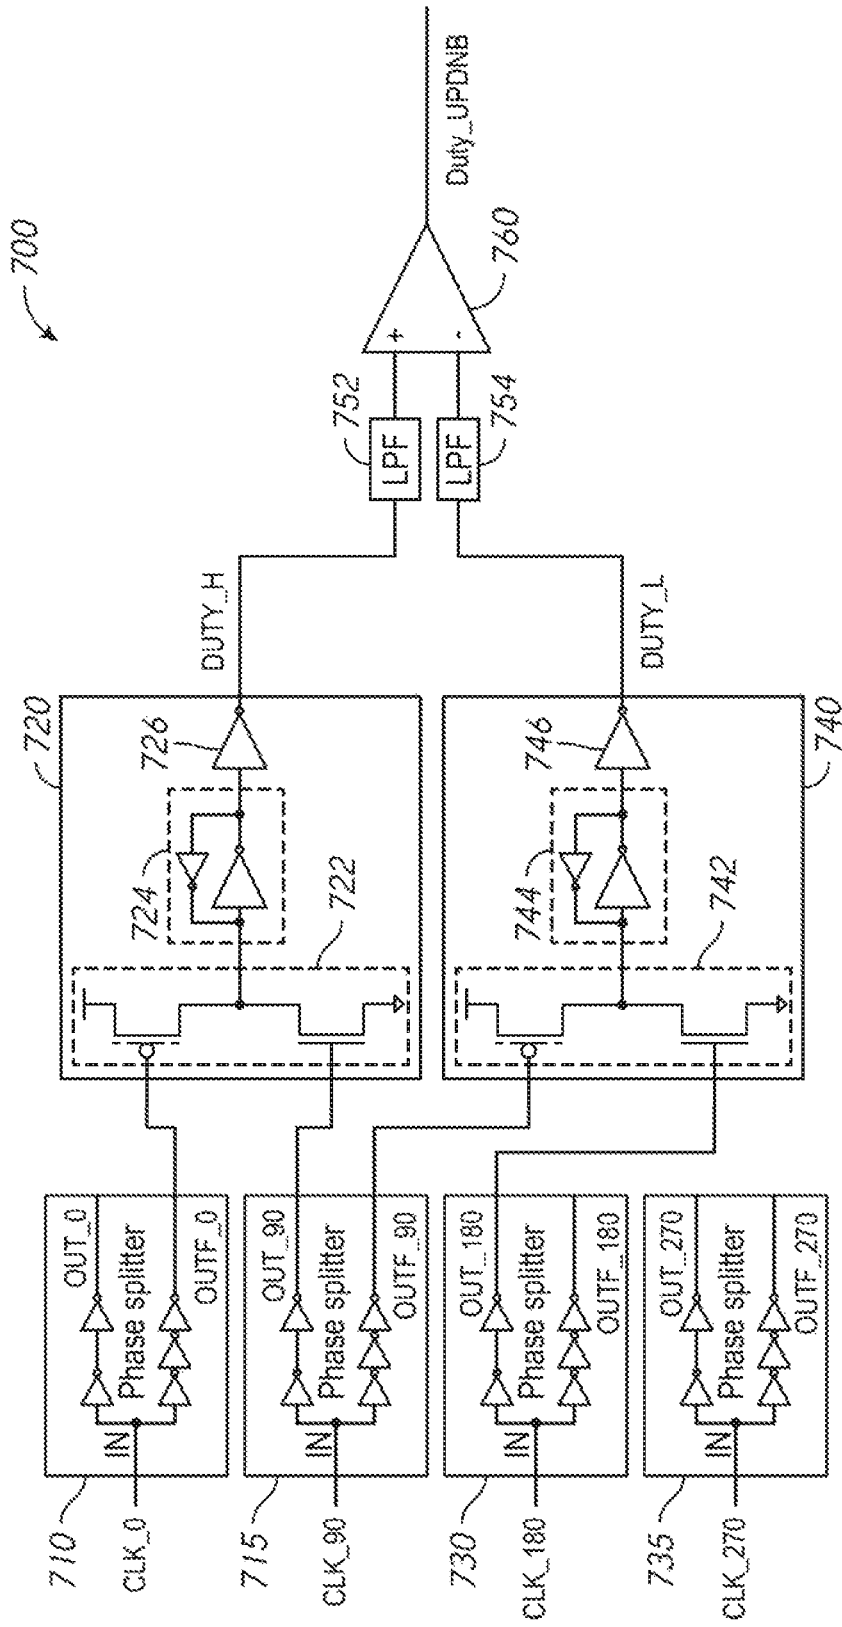 700
710
CLK_0
IN
OUT_0
Phase splitter
OUTF_0
715
CLK_90
IN
OUT_90
Phase splitter
OUTF_90
730
CLK_180
IN
OUT_180
Phase splitter
OUTF_180
735
CLK_270
IN
OUT_270
Phase splitter
OUTF_270
720
722
724
726
DUTY_H
740
742
744
746
DUTY_L
752
LPF
754
LPF
+
-
760
Duty_UPDNB